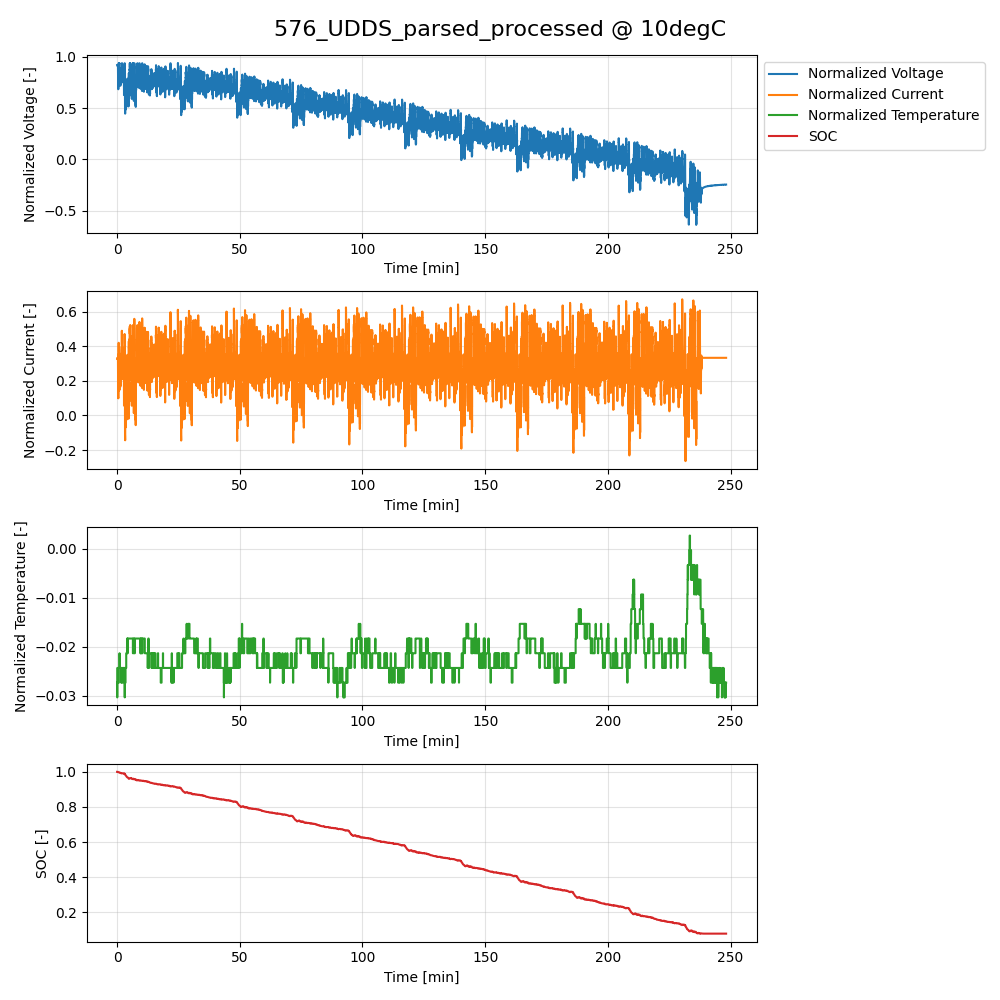 576_UDDS_parsed_processed @ 10degC
Normalized Voltage [-]
1.0
0.5
0.0
−0.5
0 50 100 150 200 250
Time [min]
Normalized Voltage
Normalized Current
Normalized Temperature
SOC
Normalized Current [-]
0.6
0.4
0.2
0.0
−0.2
0 50 100 150 200 250
Time [min]
Normalized Temperature [-]
0.00
−0.01
−0.02
−0.03
0 50 100 150 200 250
Time [min]
SOC [-]
1.0
0.8
0.6
0.4
0.2
0 50 100 150 200 250
Time [min]